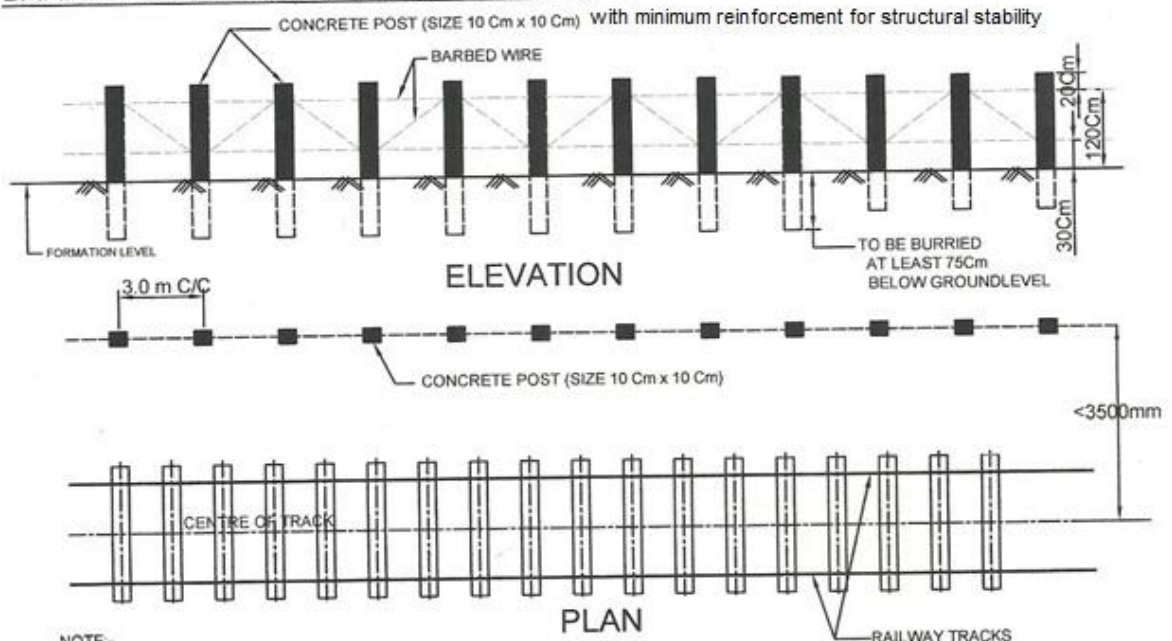 CONCRETE POST (SIZE 10 Cm x 10 Cm) with minimum reinforcement for structural stability
BARBED WIRE
20Cm
120Cm
30Cm
FORMATION LEVEL
TO BE BURRIED
AT LEAST 75Cm
BELOW GROUNDLEVEL
ELEVATION
3.0 m C/C
CONCRETE POST (SIZE 10 Cm x 10 Cm)
<3500mm
CENTRE OF TRACK
PLAN
RAILWAY TRACKS
NOTE:-